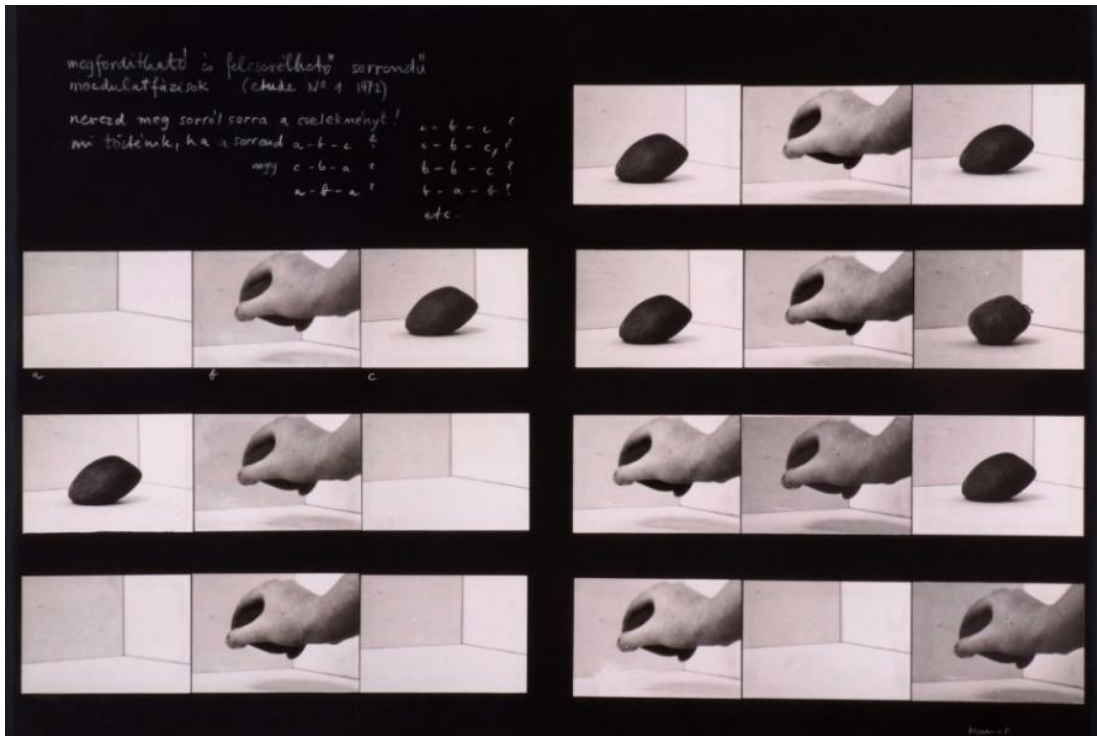 megfordítható és felcserélhető sorrendű
mozdulatfázisok (etude No 1 1972)
nevezd meg sorról sorra a cselekményt!
mi történik, ha a sorrend a-b-c ?
vagy c-b-a ?
a-b-a ?
c-b-c ?
c-b-c, ?
b-b-c ?
b-a-b ?
etc.
a b c